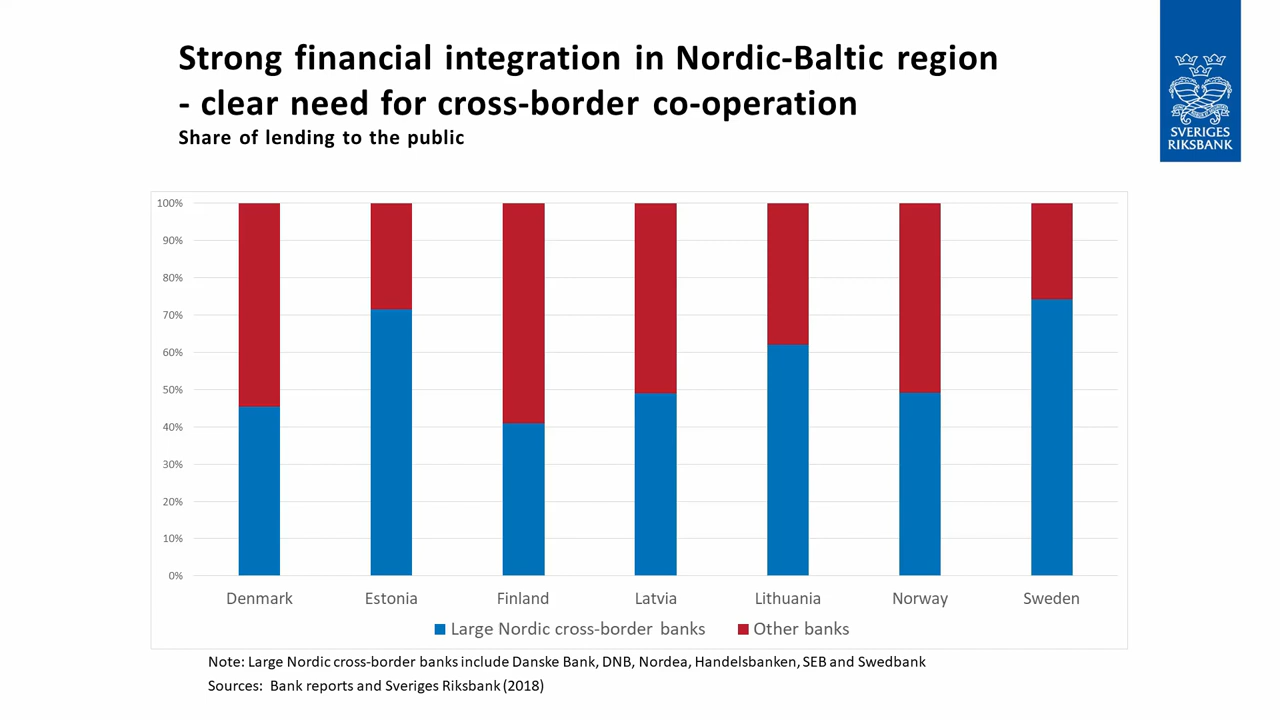 Strong financial integration in Nordic-Baltic region
- clear need for cross-border co-operation
Share of lending to the public
SVERIGES
RIKSBANK
100%
90%
80%
70%
60%
50%
40%
30%
20%
10%
0%
Denmark Estonia Finland Latvia Lithuania Norway Sweden
Large Nordic cross-border banks Other banks
Note: Large Nordic cross-border banks include Danske Bank, DNB, Nordea, Handelsbanken, SEB and Swedbank
Sources: Bank reports and Sveriges Riksbank (2018)